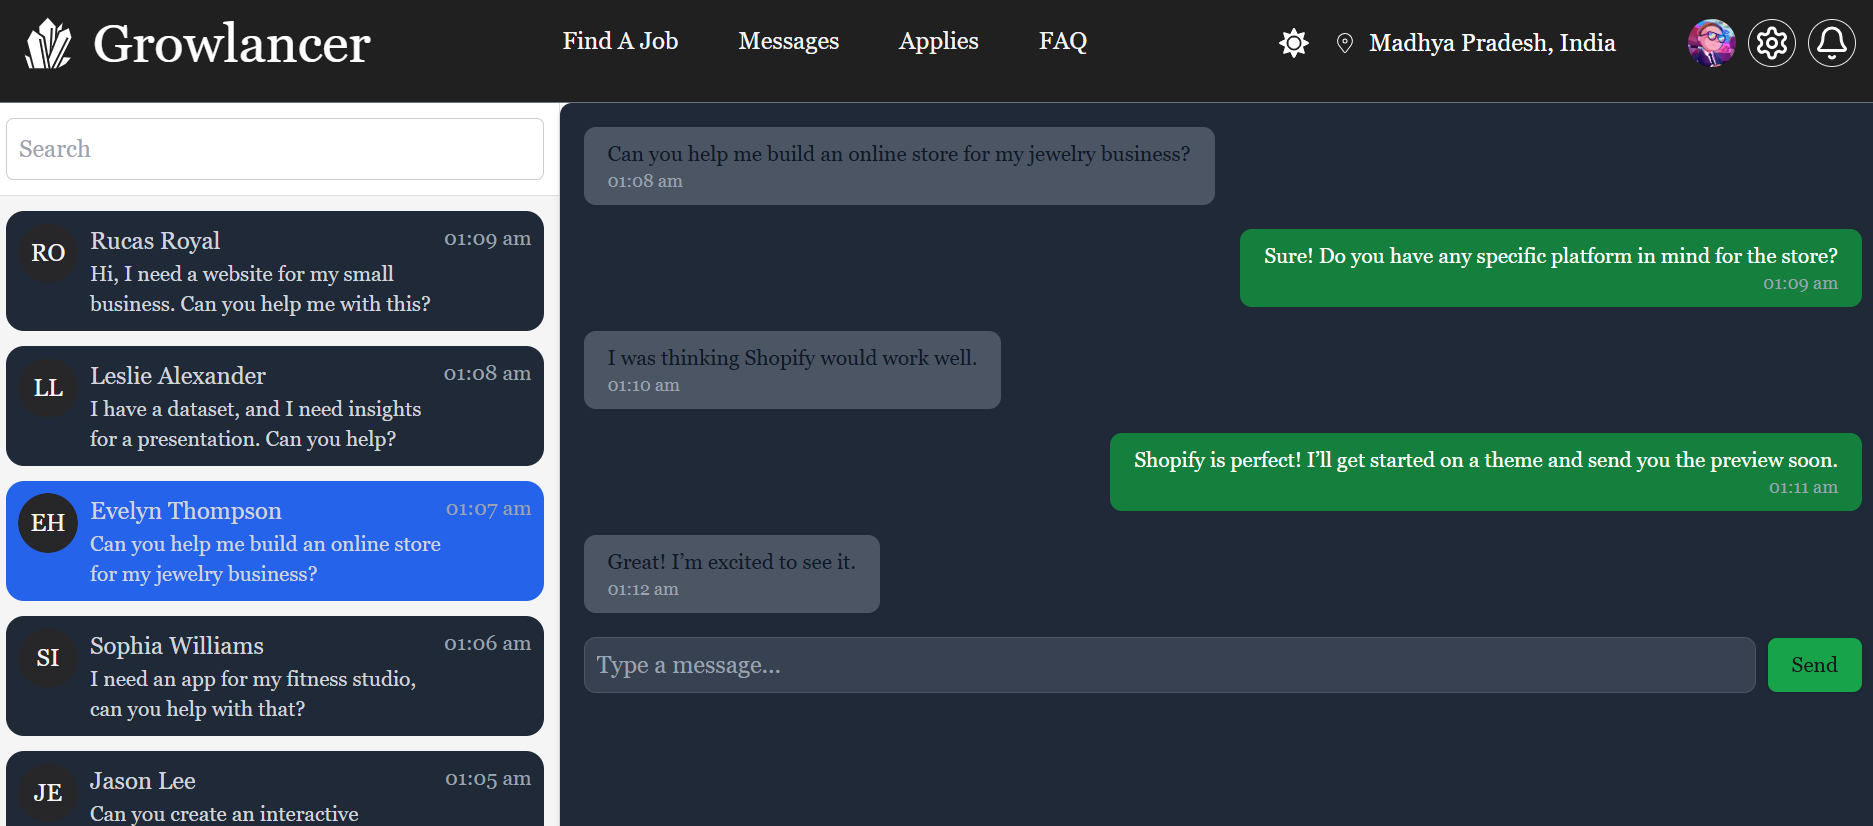 Growlancer
Find A Job
Messages
Applies
FAQ
Madhya Pradesh, India
Search
RO
Rucas Royal
01:09 am
Hi, I need a website for my small
business. Can you help me with this?
LL
Leslie Alexander
01:08 am
I have a dataset, and I need insights
for a presentation. Can you help?
EH
Evelyn Thompson
01:07 am
Can you help me build an online store
for my jewelry business?
SI
Sophia Williams
01:06 am
I need an app for my fitness studio,
can you help with that?
JE
Jason Lee
01:05 am
Can you create an interactive
Can you help me build an online store for my jewelry business?
01:08 am
Sure! Do you have any specific platform in mind for the store?
01:09 am
I was thinking Shopify would work well.
01:10 am
Shopify is perfect! I’ll get started on a theme and send you the preview soon.
01:11 am
Great! I’m excited to see it.
01:12 am
Type a message...
Send